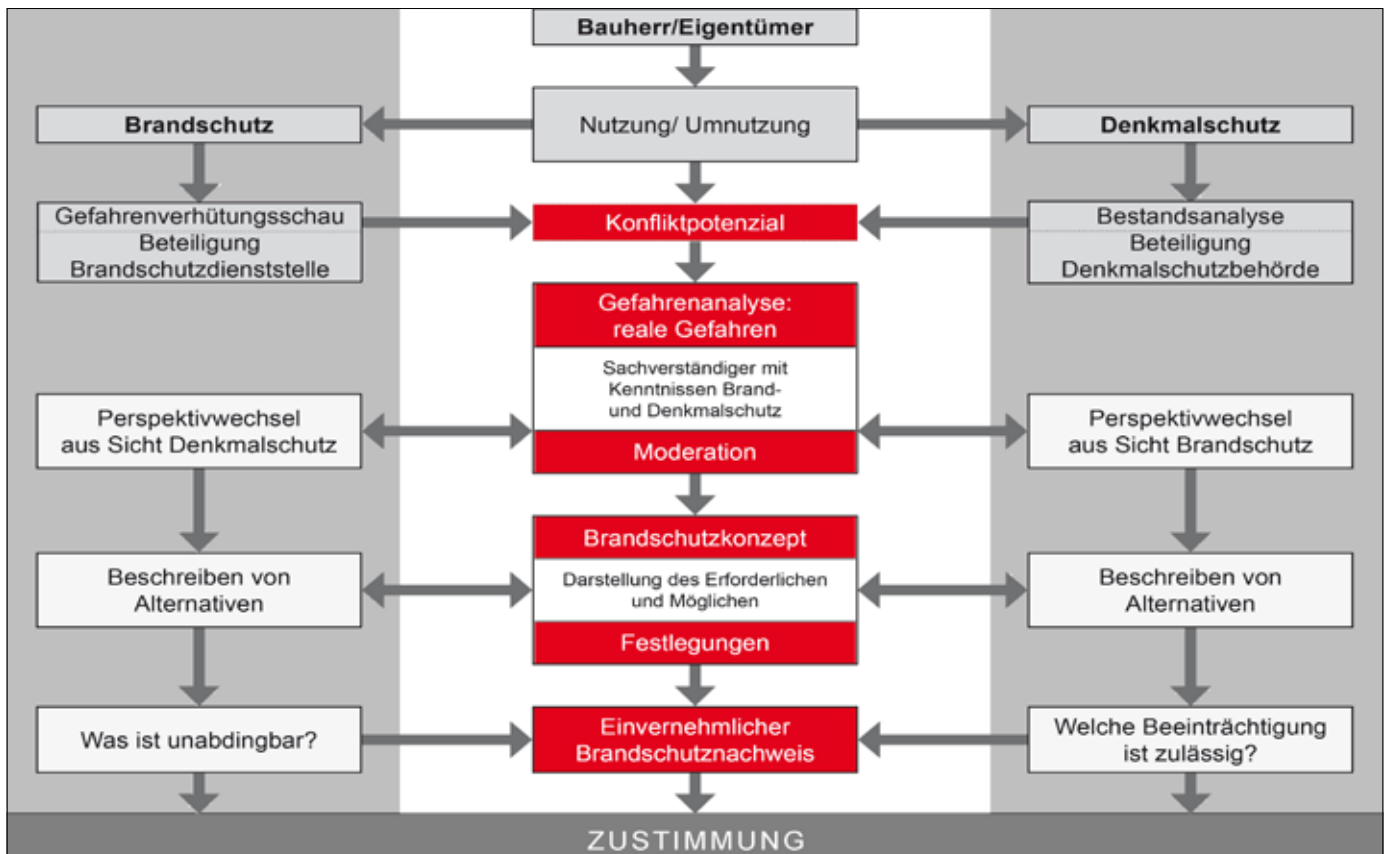 Bauherr/Eigentümer
Brandschutz
Nutzung/ Umnutzung
Denkmalschutz
Gefahrenverhütungsschau
Beteiligung
Brandschutzdienststelle
Konfliktpotenzial
Bestandsanalyse
Beteiligung
Denkmalschutzbehörde
Gefahrenanalyse:
reale Gefahren
Sachverständiger mit
Kenntnissen Brand-
und Denkmalschutz
Moderation
Perspektivwechsel
aus Sicht Denkmalschutz
Perspektivwechsel
aus Sicht Brandschutz
Brandschutzkonzept
Darstellung des Erforderlichen
und Möglichen
Festlegungen
Beschreiben von
Alternativen
Beschreiben von
Alternativen
Was ist unabdingbar?
Einvernehmlicher
Brandschutznachweis
Welche Beeinträchtigung
ist zulässig?
ZUSTIMMUNG